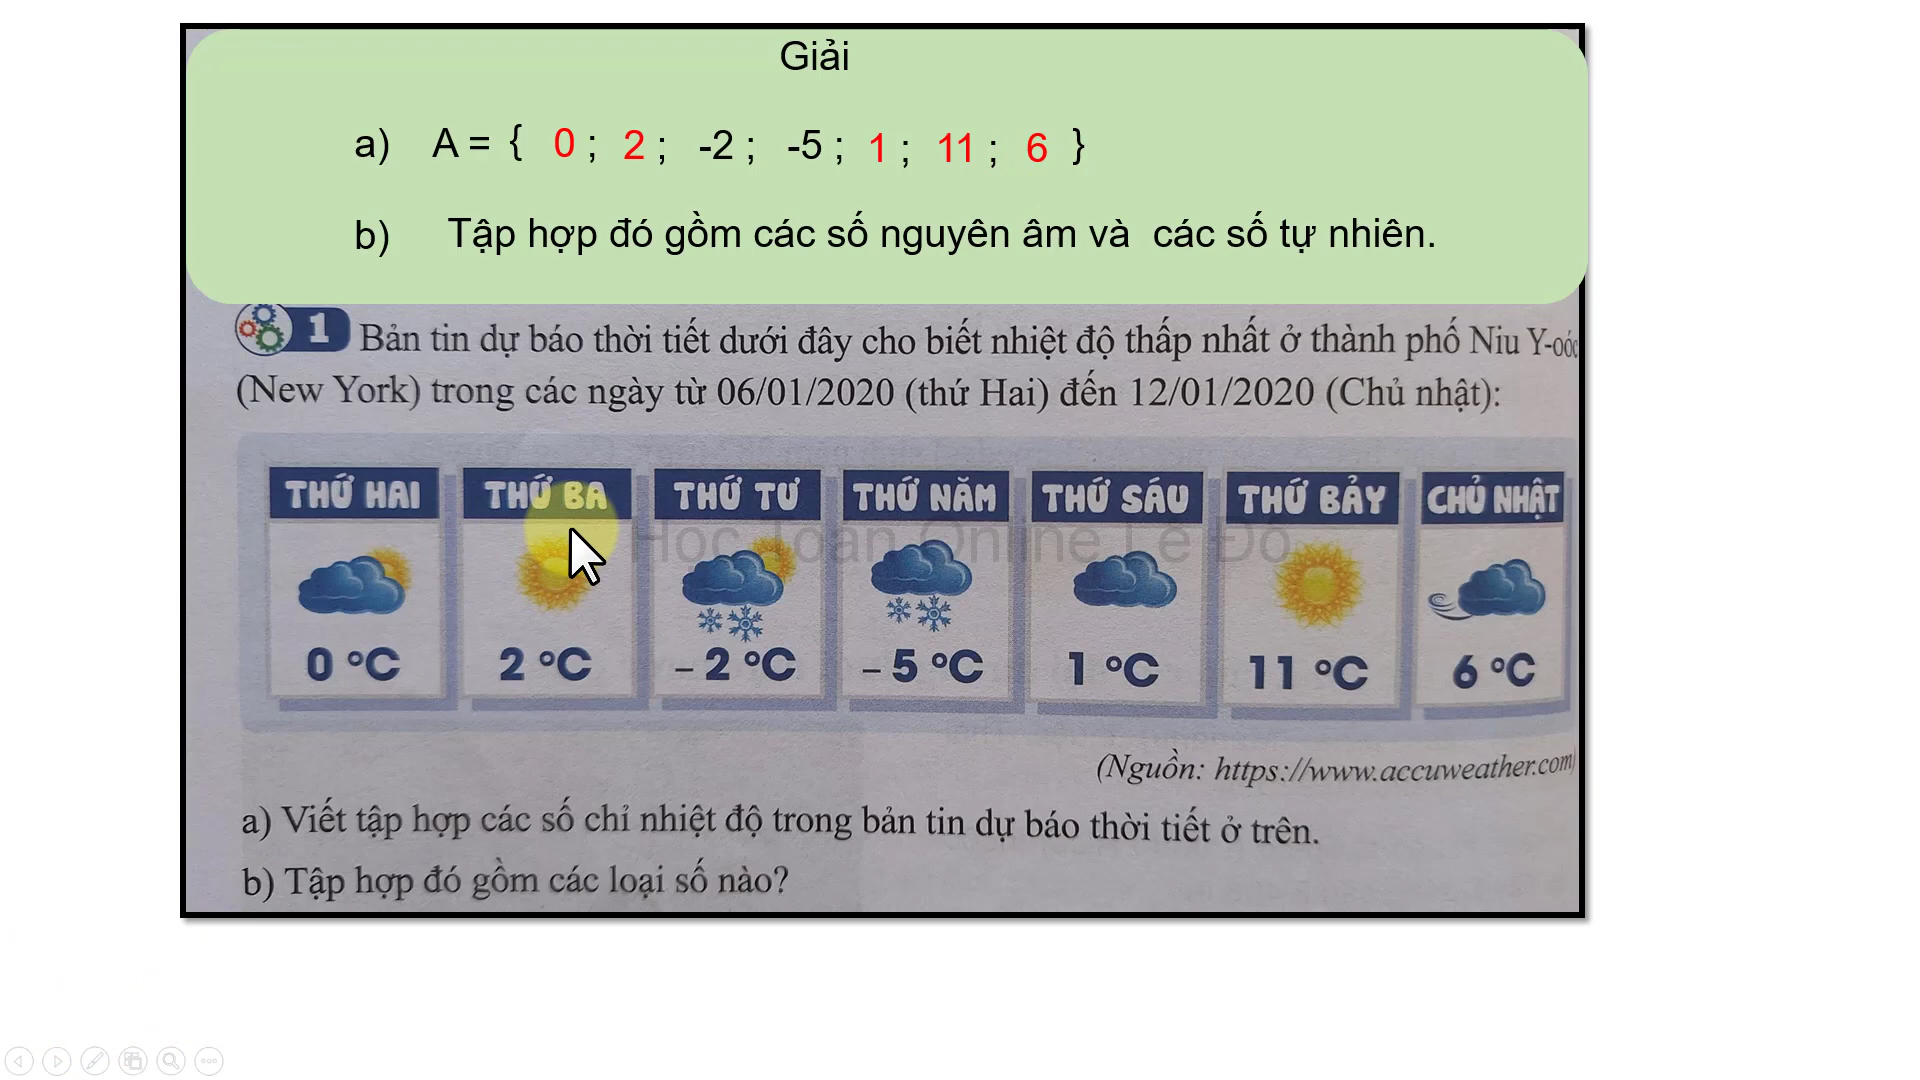 Giải
a) A = { 0 ; 2 ; -2 ; -5 ; 1 ; 11 ; 6 }
b) Tập hợp đó gồm các số nguyên âm và các số tự nhiên.
1 Bản tin dự báo thời tiết dưới đây cho biết nhiệt độ thấp nhất ở thành phố Niu Y-oóc
(New York) trong các ngày từ 06/01/2020 (thứ Hai) đến 12/01/2020 (Chủ nhật):
THỨ HAI THỨ BA THỨ TƯ THỨ NĂM THỨ SÁU THỨ BẢY CHỦ NHẬT
Học Toán Online Lê Đô
0 °C 2 °C – 2 °C – 5 °C 1 °C 11 °C 6 °C
(Nguồn: https://www.accuweather.com)
a) Viết tập hợp các số chỉ nhiệt độ trong bản tin dự báo thời tiết ở trên.
b) Tập hợp đó gồm các loại số nào?